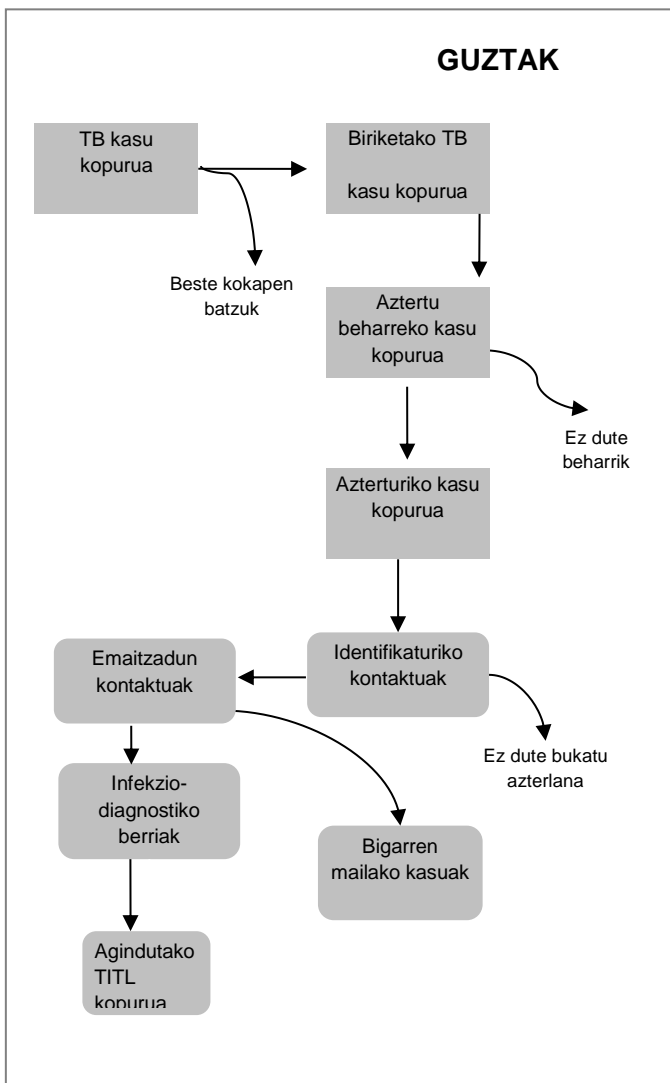 GUZTAK
TB kasu
kopurua
Biriketako TB
kasu kopurua
Beste kokapen
batzuk
Aztertu
beharreko kasu
kopurua
Ez dute
beharrik
Azterturiko kasu
kopurua
Identifikaturiko
kontaktuak
Emaitzadun
kontaktuak
Ez dute bukatu
azterlana
Infekzio-
diagnostiko
berriak
Bigarren
mailako kasuak
Agindutako
TITL
kopurua